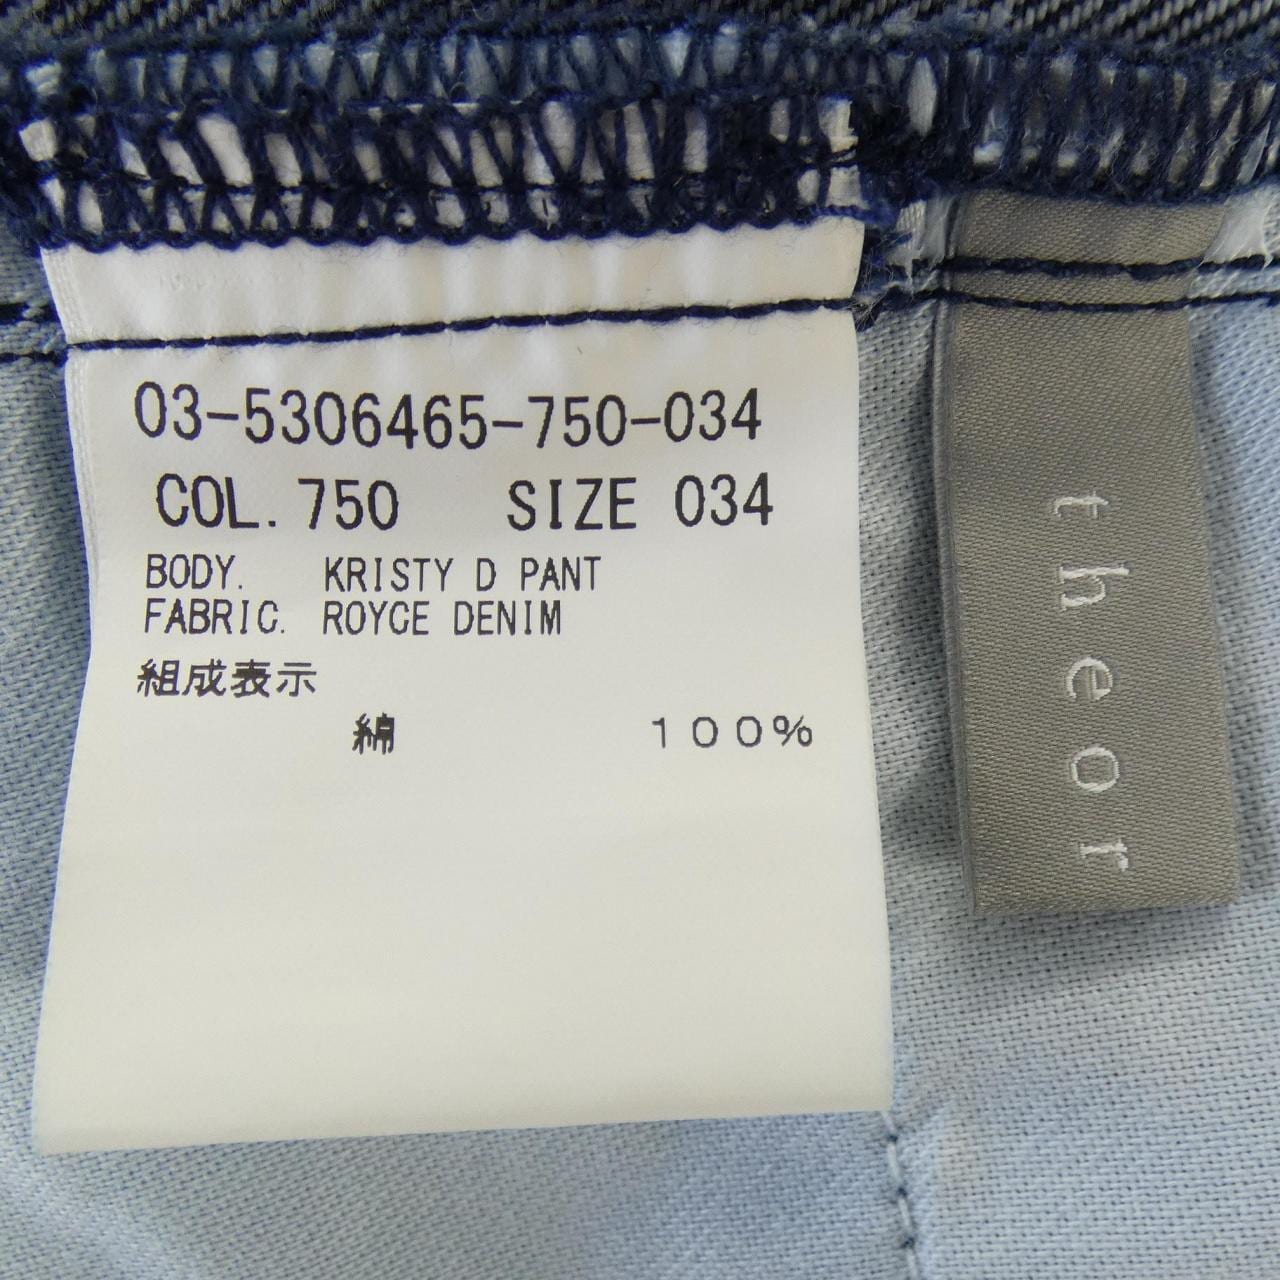 03-5306465-750-034
COL. 750 SIZE 034
BODY. KRISTY D PANT
FABRIC. ROYCE DENIM
組成表示
綿 100%
theor